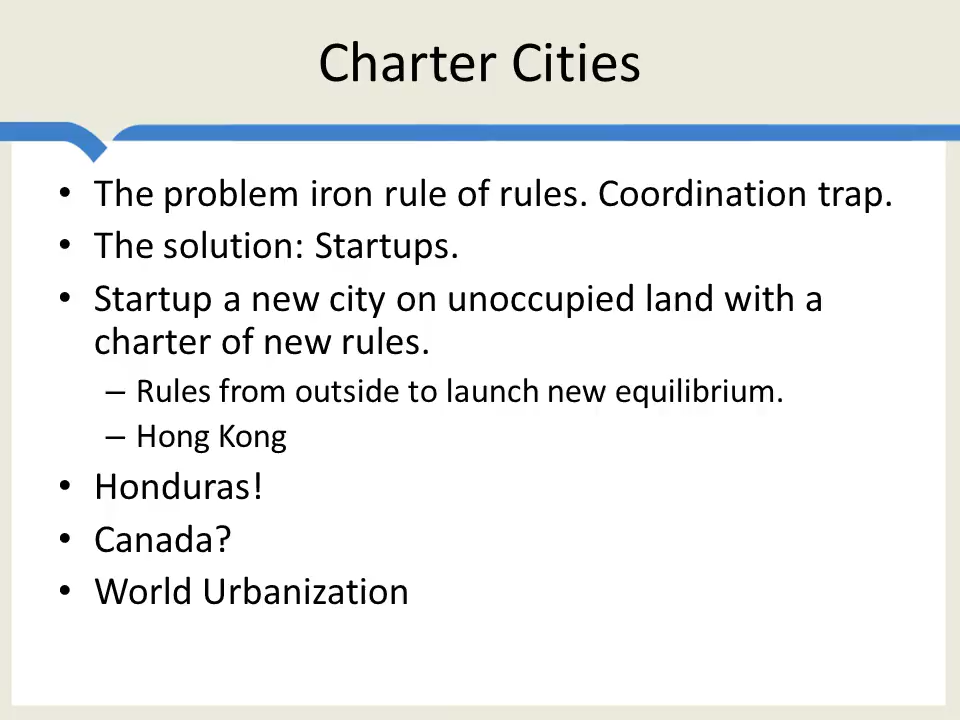 Charter Cities
• The problem iron rule of rules. Coordination trap.
• The solution: Startups.
• Startup a new city on unoccupied land with a
charter of new rules.
– Rules from outside to launch new equilibrium.
– Hong Kong
• Honduras!
• Canada?
• World Urbanization